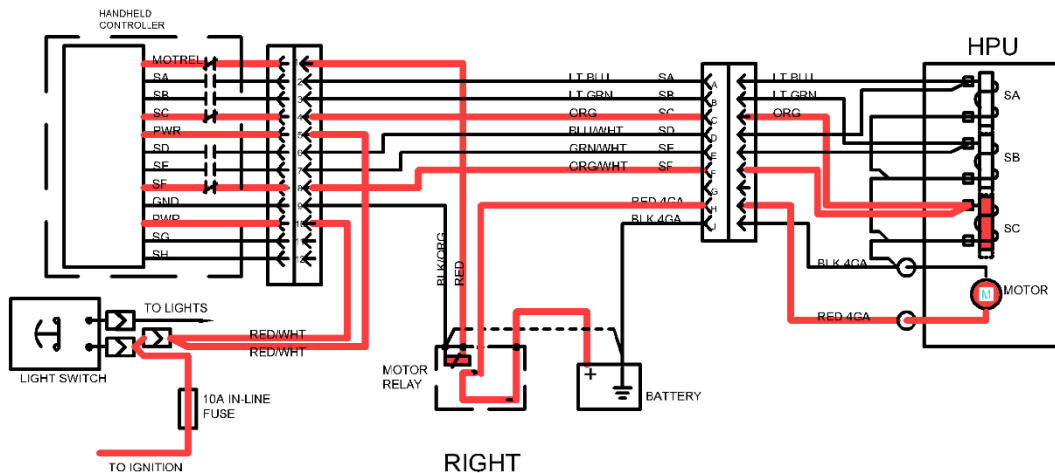 HANDHELD
CONTROLLER
HPU
MOTREL
1
SA
2
LT BLU
SA
A
LT BLU
SA
SB
3
LT GRN
SB
B
LT GRN
SC
4
ORG
SC
C
ORG
PWR
5
BLU/WHT
SD
D
SD
6
GRN/WHT
SE
E
SB
SE
7
ORG/WHT
SF
F
SF
8
G
GND
9
RED 4GA
H
PWR
10
BLK 4GA
J
SC
SG
11
SH
12
BLK/ORG
RED
BLK 4GA
M
MOTOR
TO LIGHTS
RED/WHT
RED 4GA
RED/WHT
LIGHT SWITCH
MOTOR
RELAY
+
BATTERY
10A IN-LINE
FUSE
TO IGNITION
RIGHT